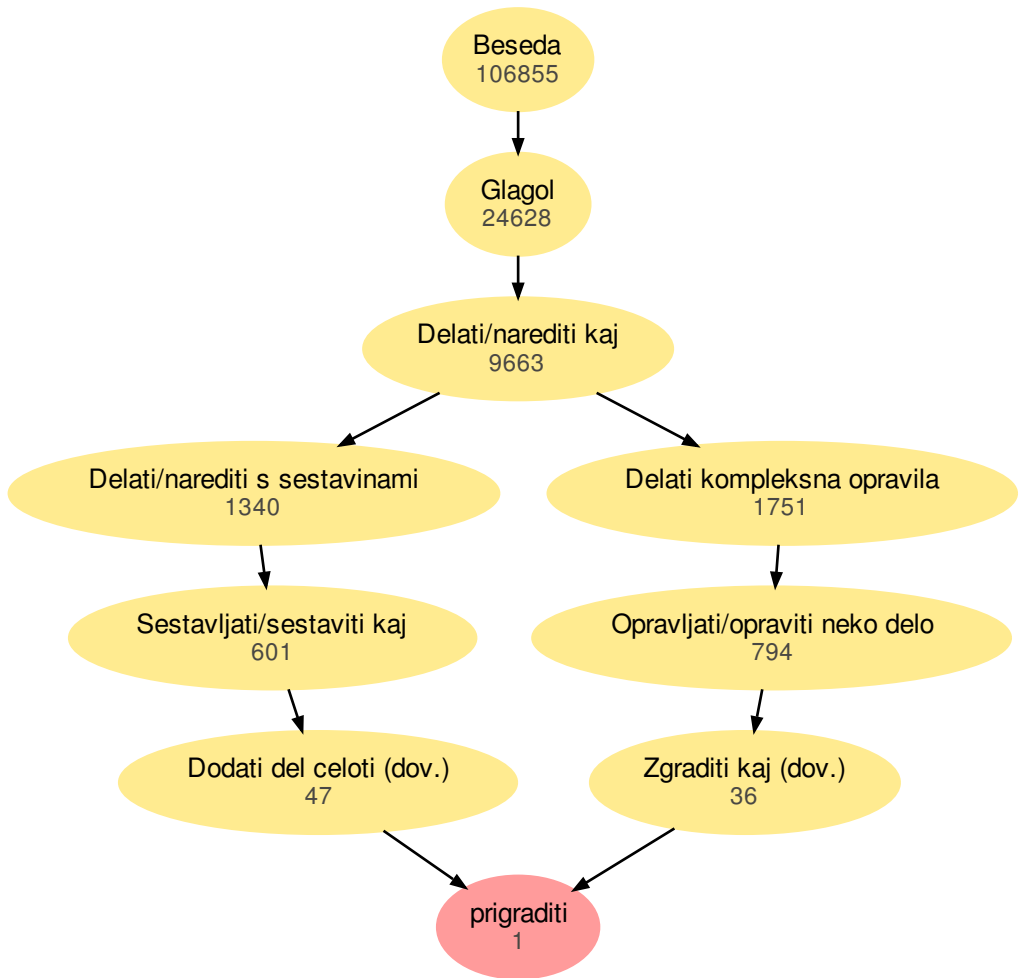 Beseda
106855
Glagol
24628
Delati/narediti kaj
9663
Delati/narediti s sestavinami
1340
Delati kompleksna opravila
1751
Sestavljati/sestaviti kaj
601
Opravljati/opraviti neko delo
794
Dodati del celoti (dov.)
47
Zgraditi kaj (dov.)
36
prigraditi
1